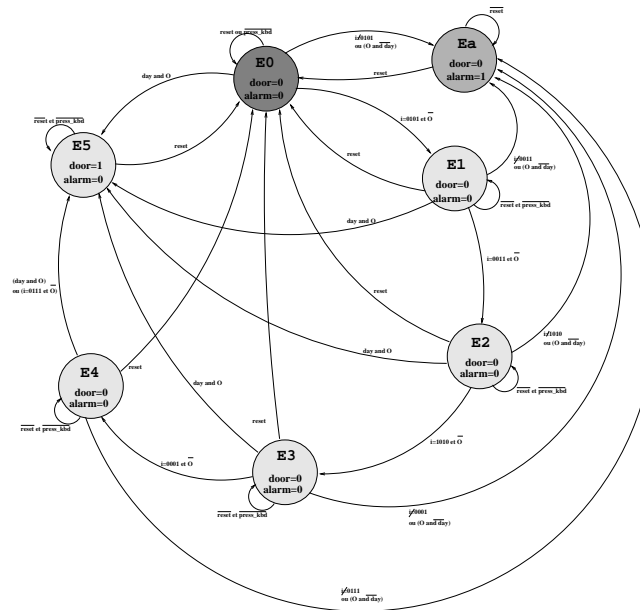 reset
reset ou press_kbd
i≠0101
ou (O and day)
Ea
door=0
alarm=1
E0
door=0
alarm=0
day and O
reset
reset et press_kbd
i=0101 et O
E5
door=1
alarm=0
reset
reset
E1
door=0
alarm=0
i≠0011
ou (O and day)
reset et press_kbd
day and O
i=0011 et O
(day and O)
ou (i=0111 et O)
reset
i≠1010
ou (O and day)
E2
door=0
alarm=0
day and O
reset
E4
door=0
alarm=0
day and O
reset et press_kbd
reset et press_kbd
reset
i=1010 et O
E3
door=0
alarm=0
i=0001 et O
reset et press_kbd
i≠0001
ou (O and day)
i≠0111
ou (O and day)